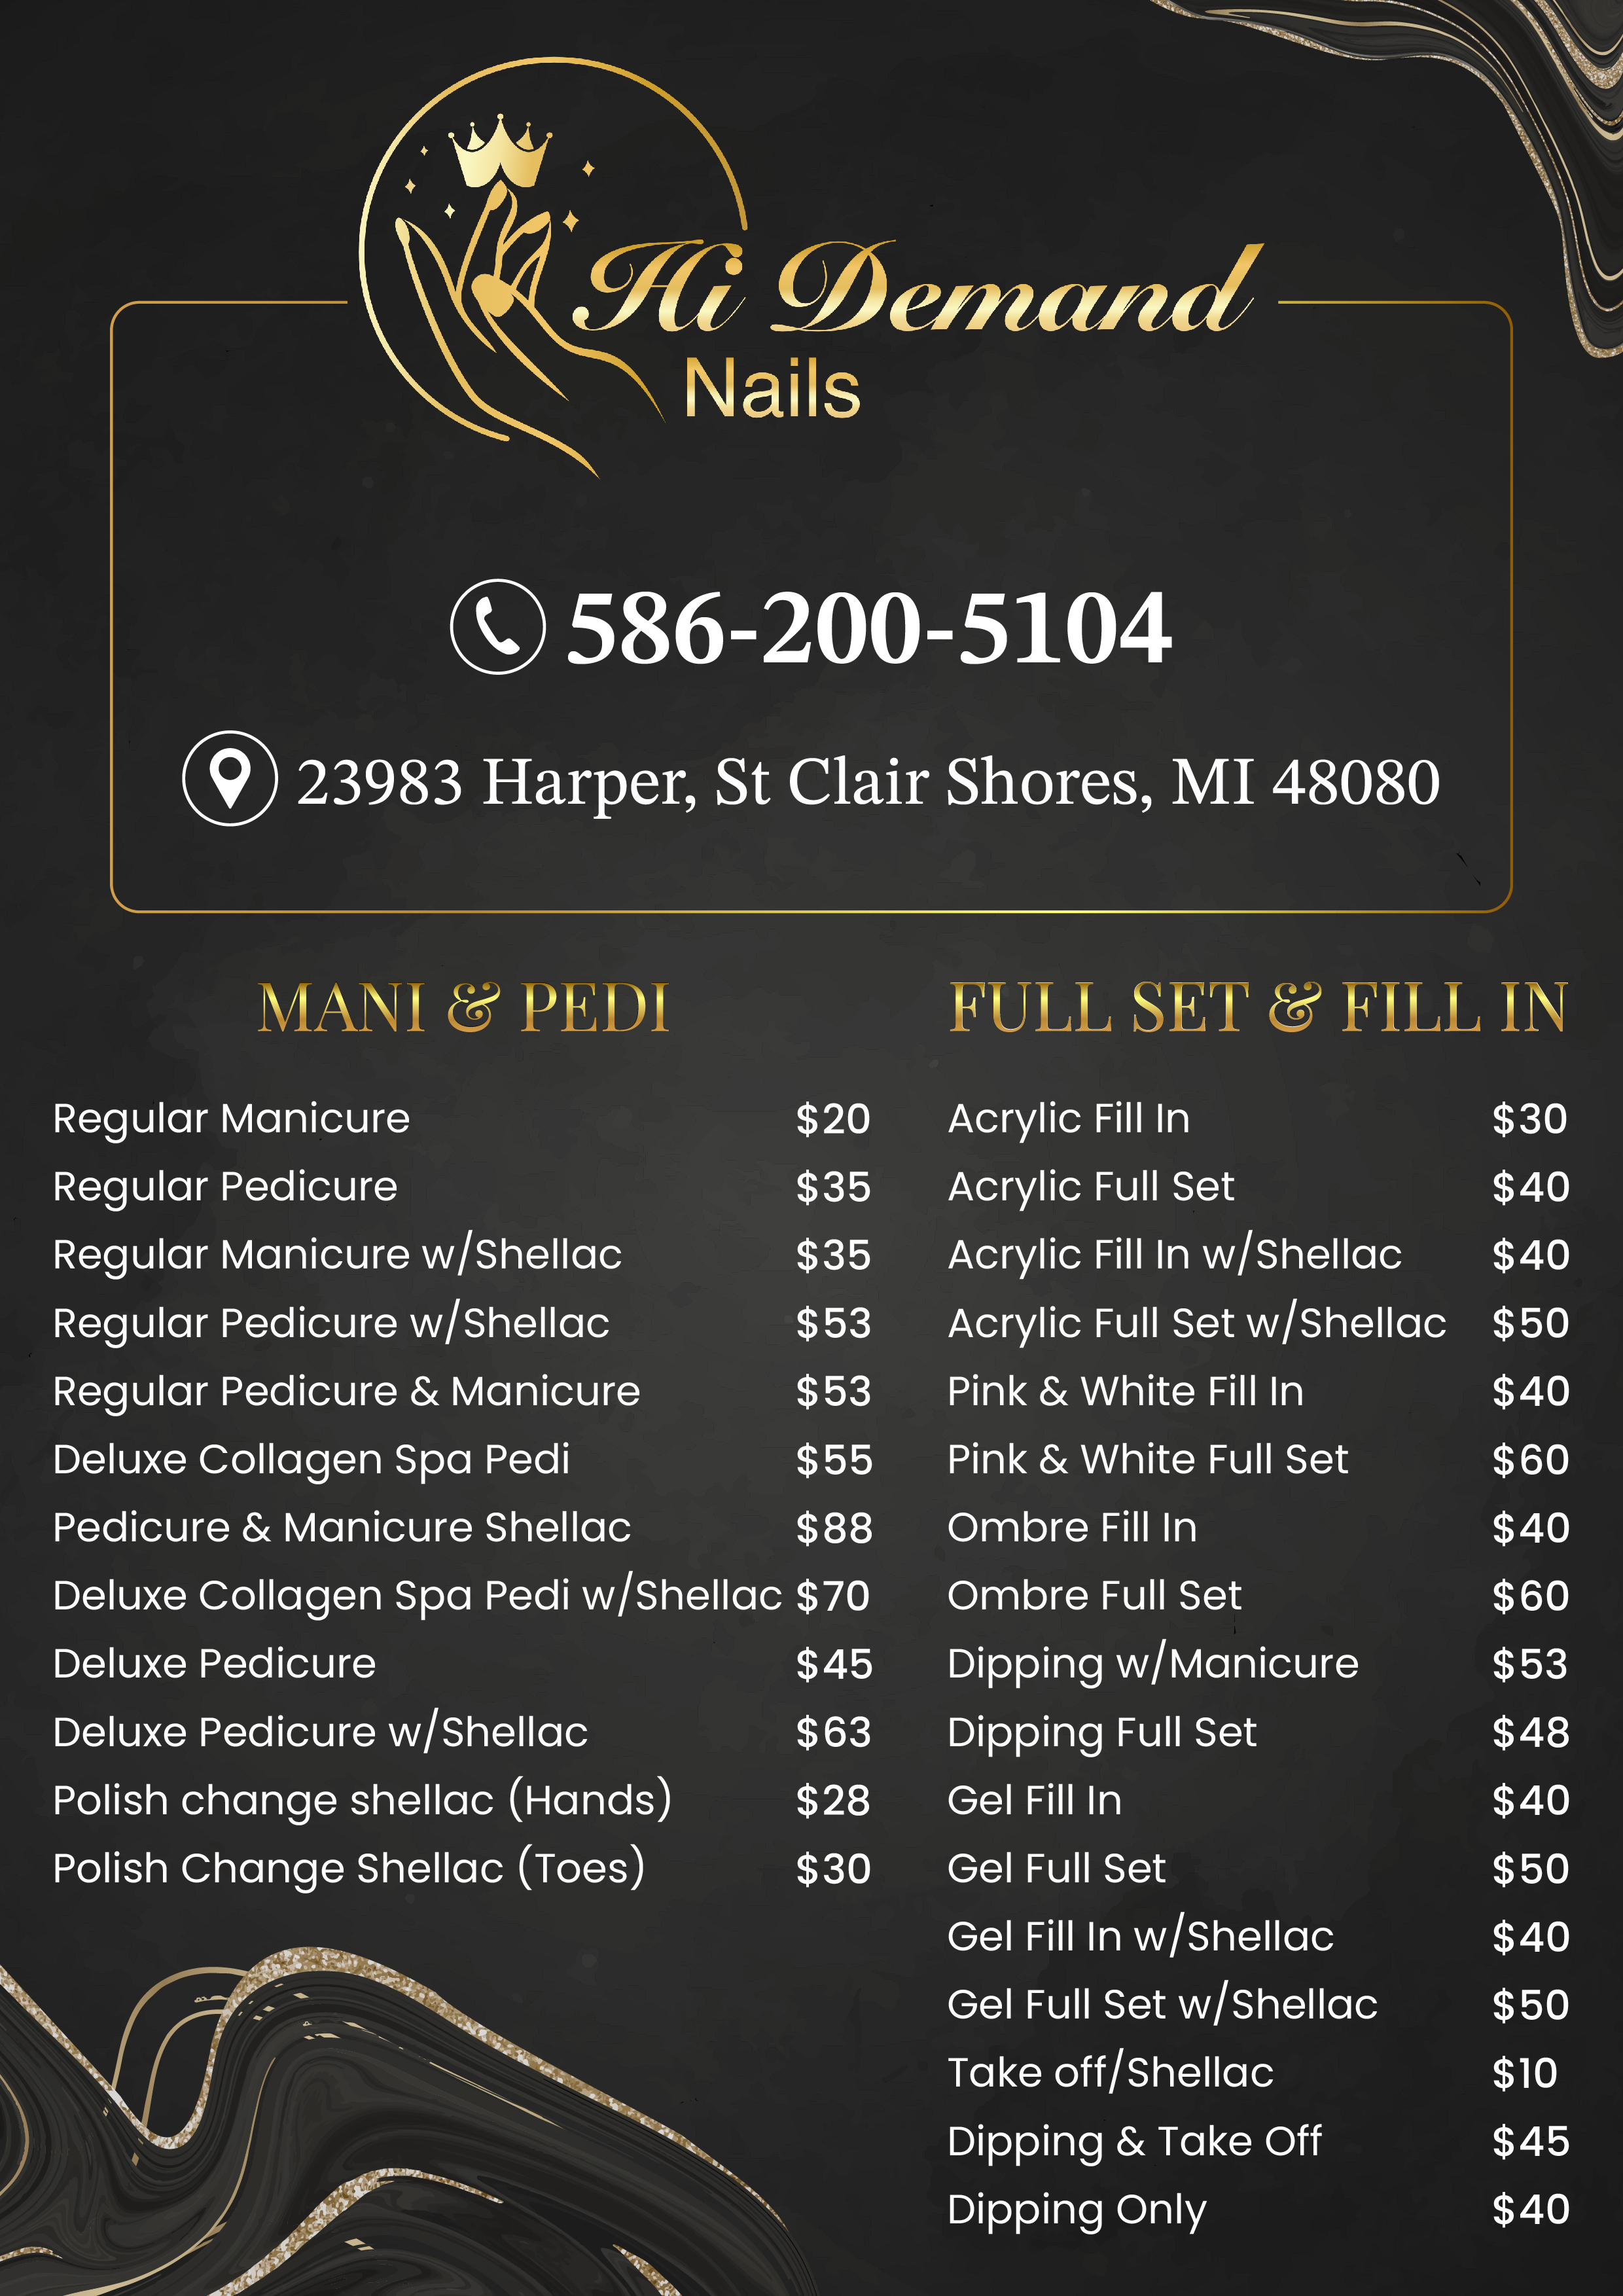 Hi Demand
Nails
586-200-5104
23983 Harper, St Clair Shores, MI 48080
MANI & PEDI
Regular Manicure $20
Regular Pedicure $35
Regular Manicure w/Shellac $35
Regular Pedicure w/Shellac $53
Regular Pedicure & Manicure $53
Deluxe Collagen Spa Pedi $55
Pedicure & Manicure Shellac $88
Deluxe Collagen Spa Pedi w/Shellac $70
Deluxe Pedicure $45
Deluxe Pedicure w/Shellac $63
Polish change shellac (Hands) $28
Polish Change Shellac (Toes) $30
FULL SET & FILL IN
Acrylic Fill In $30
Acrylic Full Set $40
Acrylic Fill In w/Shellac $40
Acrylic Full Set w/Shellac $50
Pink & White Fill In $40
Pink & White Full Set $60
Ombre Fill In $40
Ombre Full Set $60
Dipping w/Manicure $53
Dipping Full Set $48
Gel Fill In $40
Gel Full Set $50
Gel Fill In w/Shellac $40
Gel Full Set w/Shellac $50
Take off/Shellac $10
Dipping & Take Off $45
Dipping Only $40